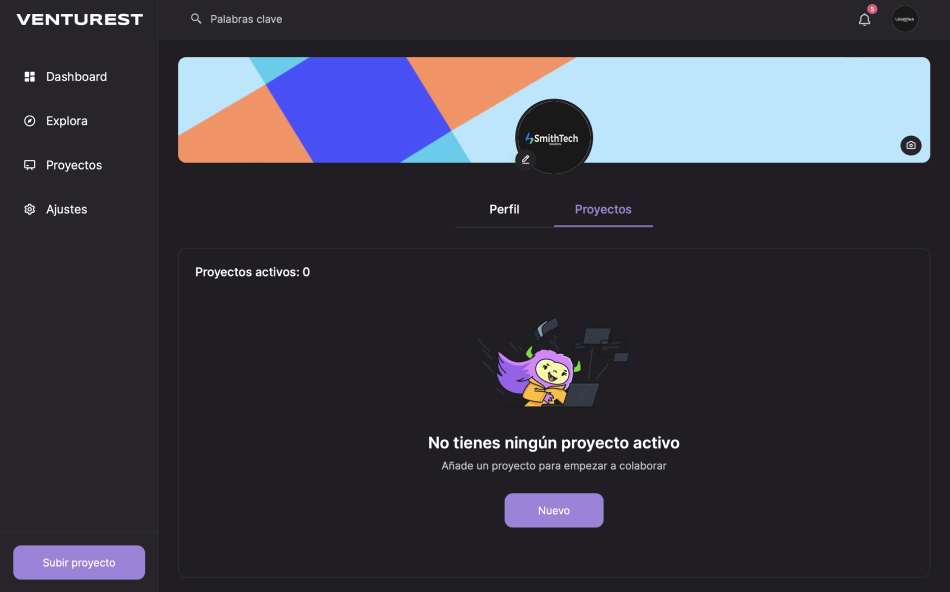 VENTUREST
Palabras clave
5
Dashboard
Explora
Proyectos
Ajustes
SmithTech
Perfil
Proyectos
Proyectos activos: 0
No tienes ningún proyecto activo
Añade un proyecto para empezar a colaborar
Nuevo
Subir proyecto